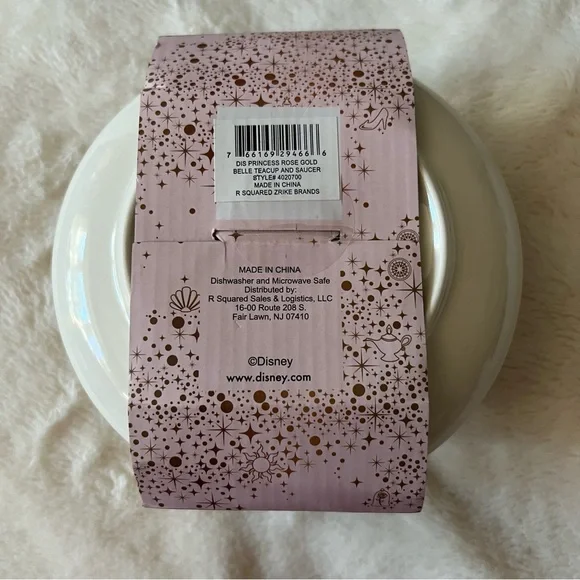 7 66169 29466 6
DIS PRINCESS ROSE GOLD
BELLE TEACUP AND SAUCER
STYLE# 4020700
MADE IN CHINA
R SQUARED ZRIKE BRANDS
MADE IN CHINA
Dishwasher and Microwave Safe
Distributed by:
R Squared Sales & Logistics, LLC
16-00 Route 208 S.
Fair Lawn, NJ 07410
©Disney
www.disney.com